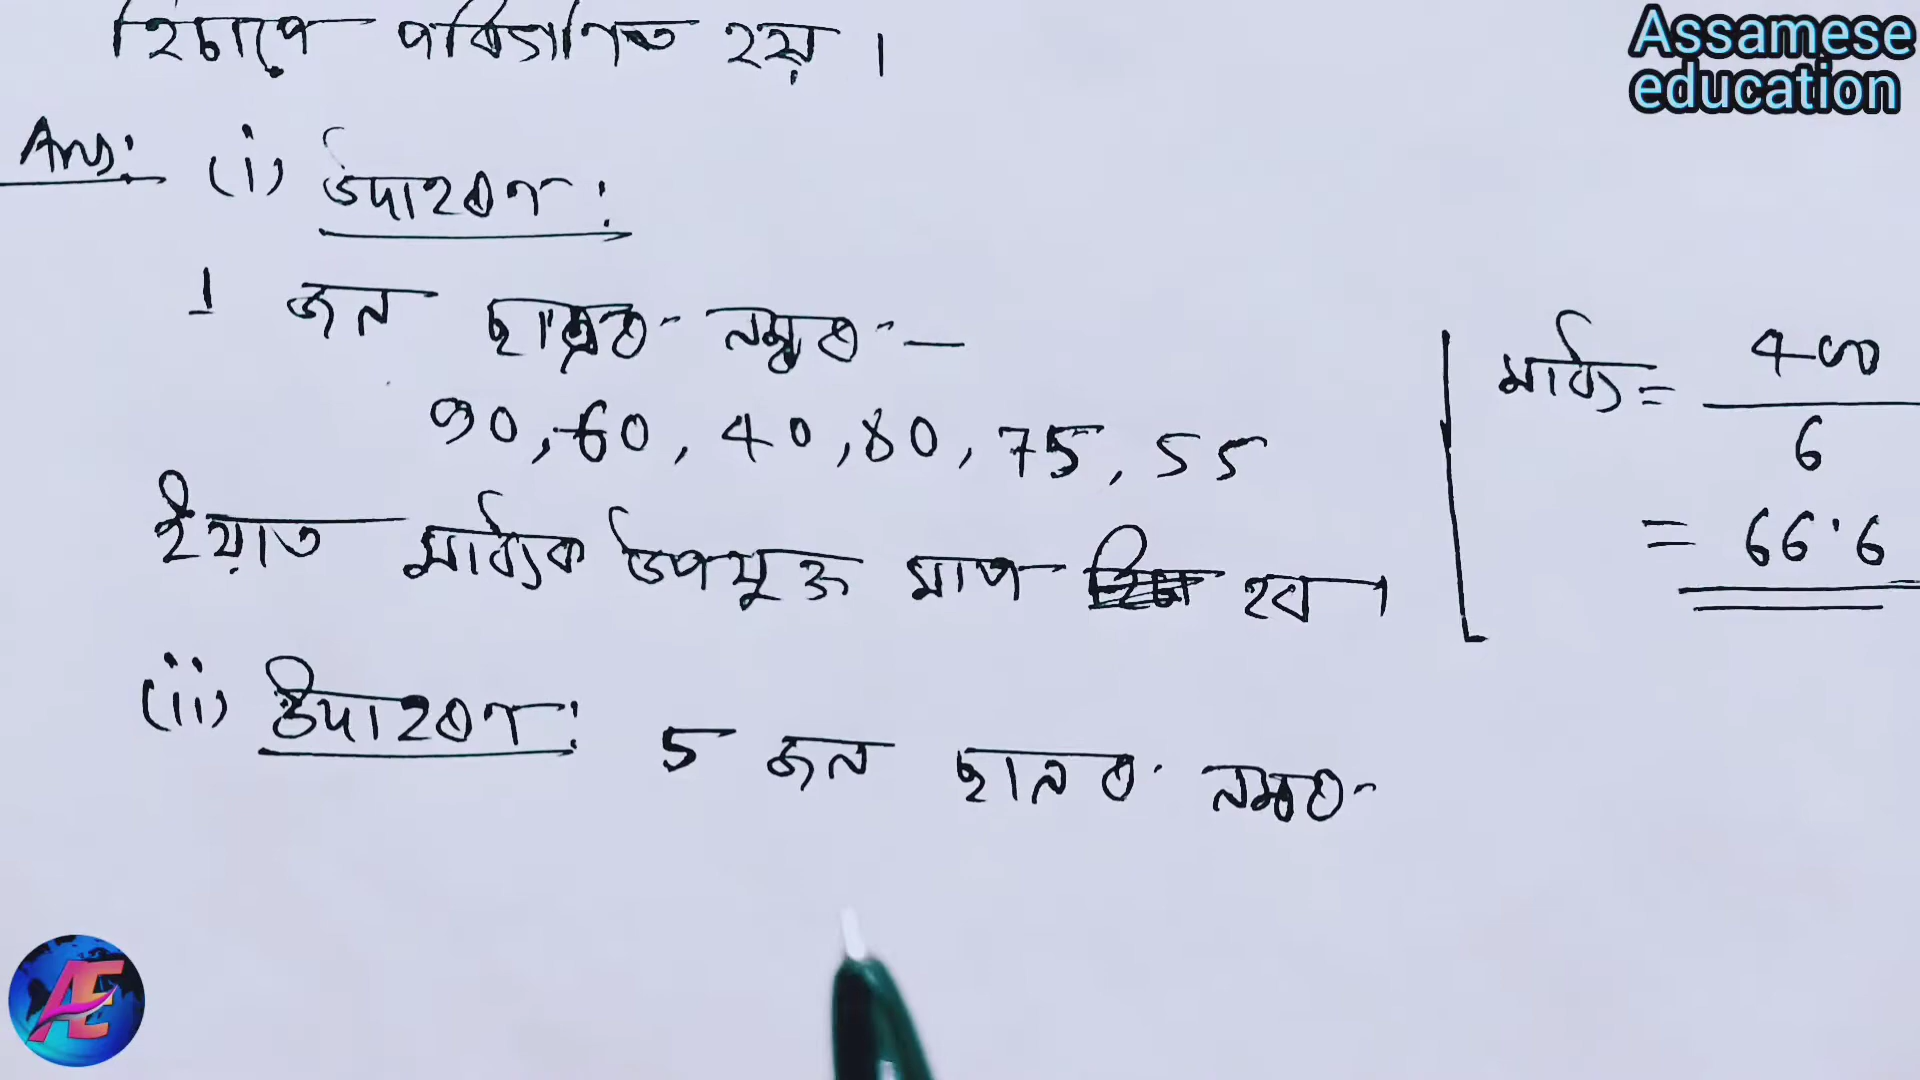 হিচাপে পৰিগণিত হয় ।
Assamese
education
Ans: (i) উদাহৰণ :
1 জন ছাত্ৰৰ নম্বৰ —
90, 60, 40, 80, 75, 55
ইয়াত মাধ্যক উপযুক্ত মাপ হব ।
মাধ্য = 400
6
= 66.6
(ii) উদাহৰণ : 5 জন ছাত্ৰৰ নম্বৰ
AE